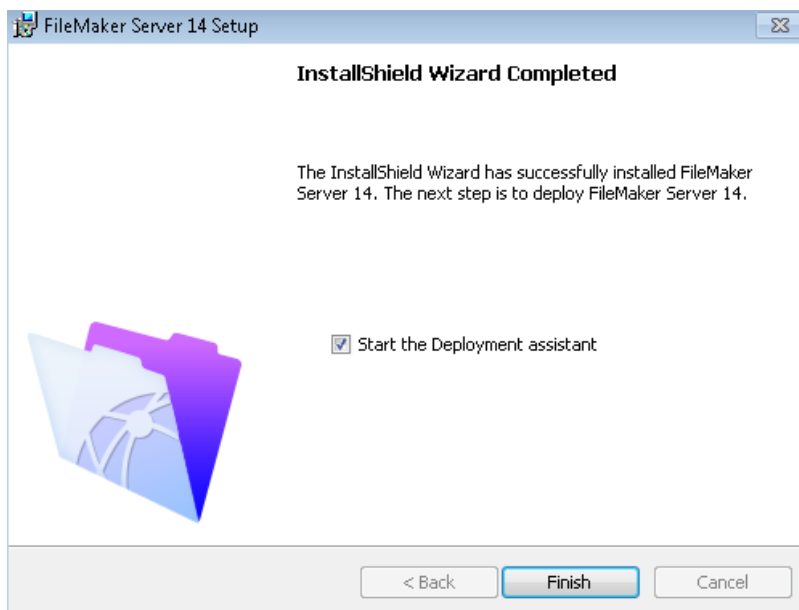 FileMaker Server 14 Setup
InstallShield Wizard Completed
The InstallShield Wizard has successfully installed FileMaker
Server 14. The next step is to deploy FileMaker Server 14.
Start the Deployment assistant
< Back
Finish
Cancel